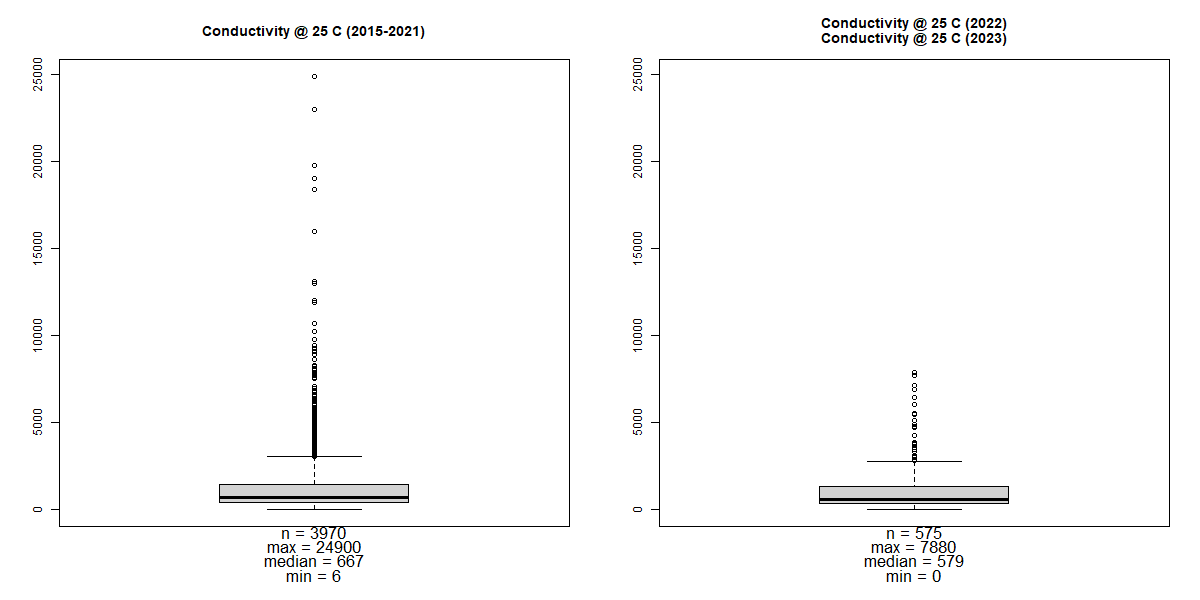 Conductivity @ 25 C (2015-2021)
25000
20000
15000
10000
5000
0
n = 3970
max = 24900
median = 667
min = 6
Conductivity @ 25 C (2022)
Conductivity @ 25 C (2023)
25000
20000
15000
10000
5000
0
n = 575
max = 7880
median = 579
min = 0